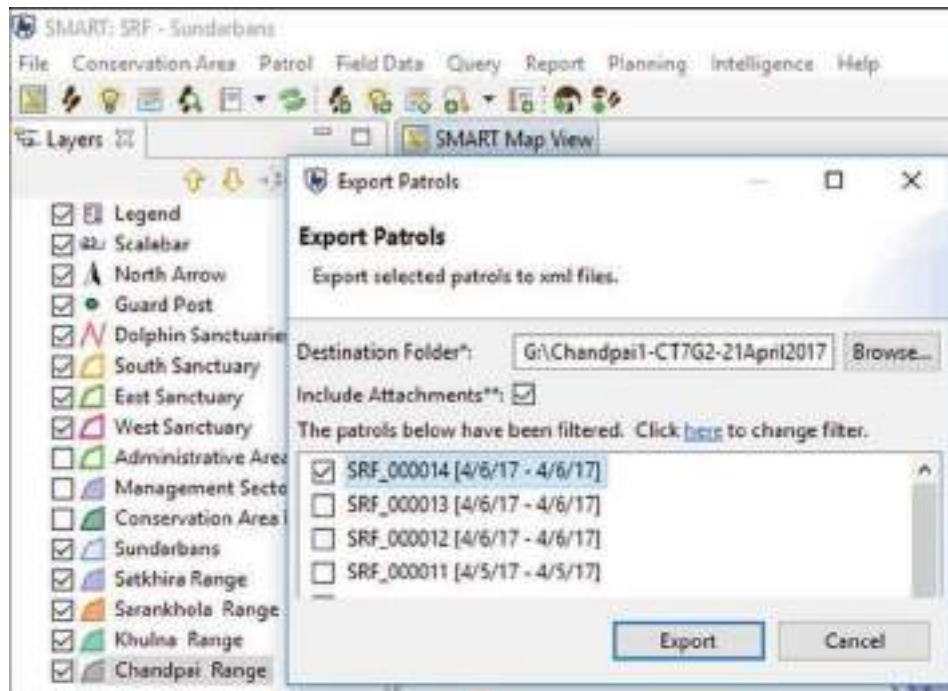 SMART: SRF - Sundarbans
File Conservation Area Patrol Field Data Query Report Planning Intelligence Help
Layers
SMART Map View
Legend
Scalebar
North Arrow
Guard Post
Dolphin Sanctuarie
South Sanctuary
East Sanctuary
West Sanctuary
Administrative Area
Management Secto
Conservation Area
Sundarbans
Satkhira Range
Sarankhola Range
Khulna Range
Chandpai Range
Export Patrols
Export Patrols
Export selected patrols to xml files.
Destination Folder*: G:\Chandpai1-CT7G2-21April2017 Browse...
Include Attachments**:
The patrols below have been filtered. Click here to change filter.
SRF_000014 [4/6/17 - 4/6/17]
SRF_000013 [4/6/17 - 4/6/17]
SRF_000012 [4/6/17 - 4/6/17]
SRF_000011 [4/5/17 - 4/5/17]
Export Cancel